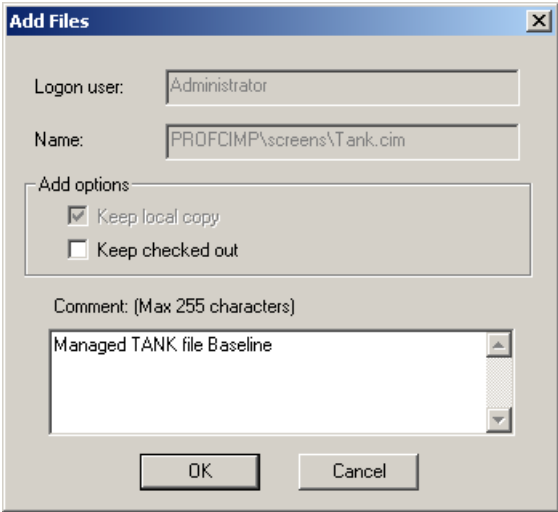 Add Files
Logon user: Administrator
Name: PROFCIMP\screens\Tank.cim
Add options
Keep local copy
Keep checked out
Comment: (Max 255 characters)
Managed TANK file Baseline
OK Cancel